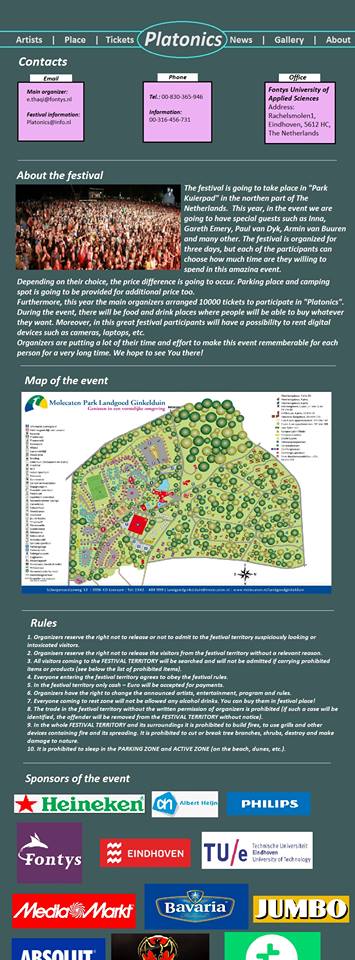 Artists | Place | Tickets Platonics News | Gallery | About
Contacts
Email
Main organizer:
e.thaqi@fontys.nl
Festival information:
Platonics@info.nl
Phone
Tel.: 00-830-365-946
Information:
00-316-456-731
Office
Fontys University of
Applied Sciences
Address:
Rachelsmolen1,
Eindhoven, 5612 HC,
The Netherlands
About the festival
The festival is going to take place in "Park
Kuierpad" in the northen part of The
Netherlands. This year, in the event we are
going to have special guests such as Inna,
Gareth Emery, Paul van Dyk, Armin van Buuren
and many other. The festival is organized for
three days, but each of the participants can
choose how much time are they willing to
spend in this amazing event.
Depending on their choice, the price difference is going to occur. Parking place and camping
spot is going to be provided for additional price too.
Furthermore, this year the main organizers arranged 10000 tickets to participate in "Platonics".
During the event, there will be food and drink places where people will be able to buy whatever
they want. Moreover, in this great festival participants will have a possibility to rent digital
devices such as cameras, laptops, etc.
Organizers are putting a lot of their time and effort to make this event rememberable for each
person for a very long time. We hope to see You there!
Map of the event
Molecaten Park Landgoed Ginkelduin
Genieten in een vorstelijke omgeving
Rules
1. Organizers reserve the right not to release or not to admit to the festival territory suspiciously looking or
intoxicated visitors.
2. Organizers reserve the right not to release the visitors from the festival territory without a relevant reason.
3. All visitors coming to the FESTIVAL TERRITORY will be searched and will not be admitted if carrying prohibited
items or products (see below the list of prohibited items).
4. Everyone entering the festival territory agrees to obey the festival rules.
5. In the festival territory only cash – Euro will be accepted for payments.
6. Organizers have the right to change the announced artists, entertainment, program and rules.
7. Everyone coming to rest zone will not be allowed any alcohol drinks. You can buy them in festival place!
8. The trade in the festival territory without the written permission of organizers is prohibited (if such a case will be
identified, the offender will be removed from the FESTIVAL TERRITORY without notice).
9. In the whole FESTIVAL TERRITORY and its surroundings it is prohibited to build fires, to use grills and other
devices containing fire and its spreading. It is prohibited to cut or break tree branches, shrubs, destroy and make
damage to nature.
10. It is prohibited to sleep in the PARKING ZONE and ACTIVE ZONE (on the beach, dunes, etc.).
Sponsors of the event
Heineken
ah Albert Heijn
PHILIPS
Fontys
EINDHOVEN
TU/e Technische Universiteit
Eindhoven
University of Technology
Media Markt
Bavaria
JUMBO
ABSOLUT